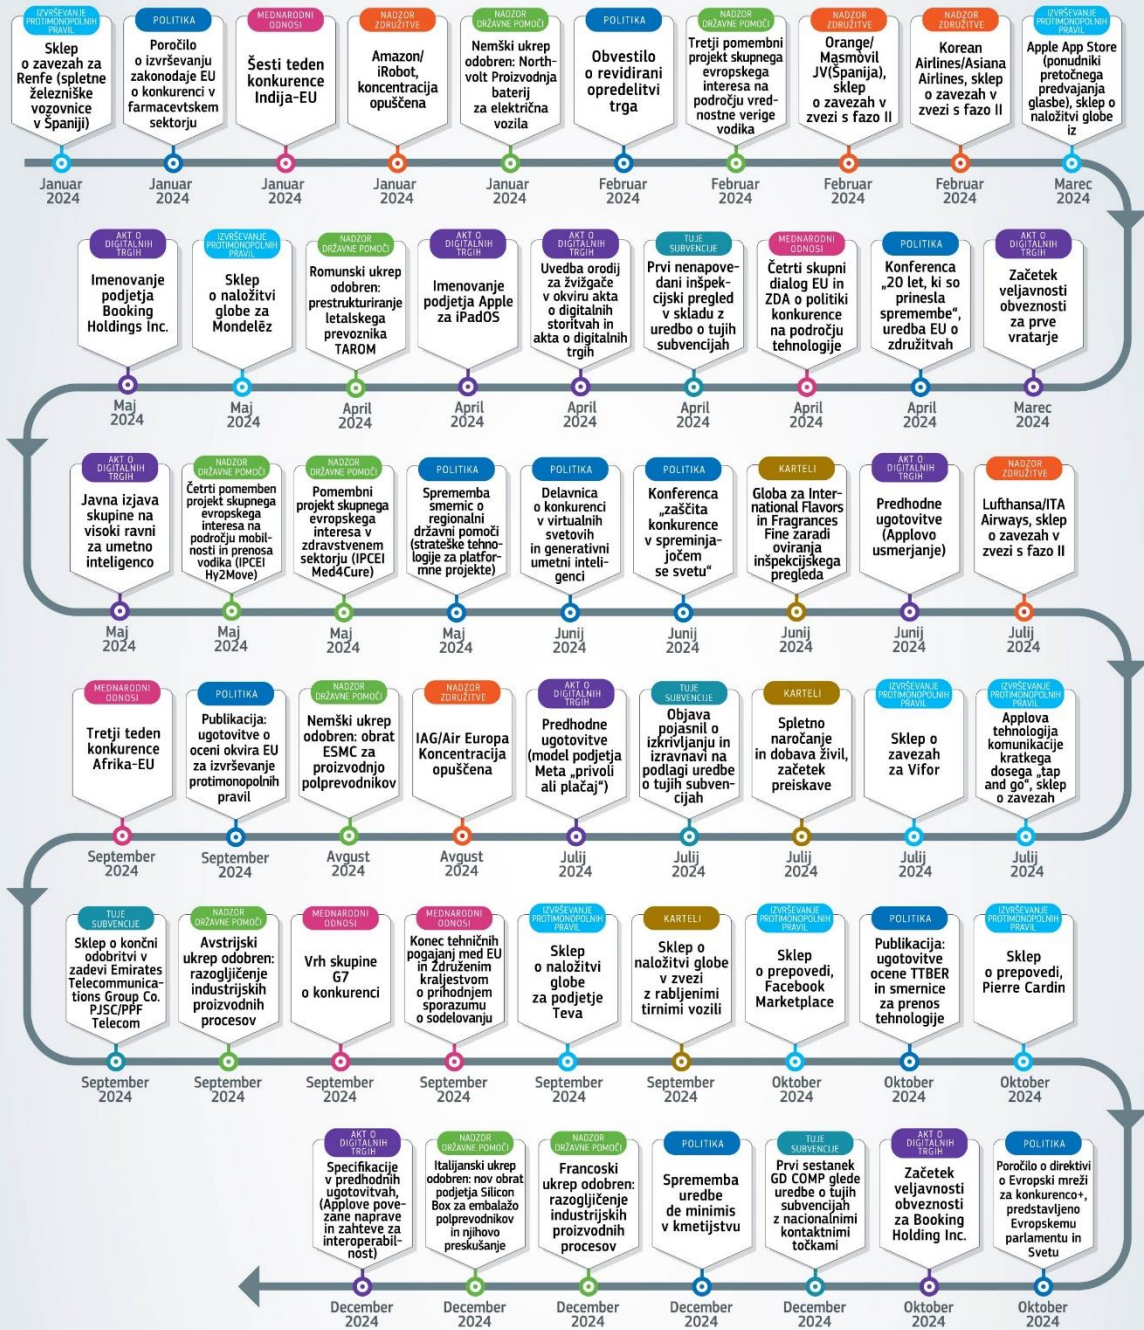 IZVRŠEVANJE
PROTIMONOPOLNIH
PRAVIL
Sklep
o zavezah za
Renfe (spletne
železniške
vozovnice
v Španiji)
Januar
2024
POLITIKA
Poročilo
o izvrševanju
zakonodaje EU
o konkurenci v
farmacevtskem
sektorju
Januar
2024
MEDNARODNI
ODNOSI
Šesti teden
konkurence
Indija-EU
Januar
2024
NADZOR
ZDRUŽITVE
Amazon/
iRobot,
koncentracija
opuščena
Januar
2024
NADZOR
DRŽAVNE POMOČI
Nemški ukrep
odobren: North-
volt Proizvodnja
baterij
za električna
vozila
Januar
2024
POLITIKA
Obvestilo
o revidirani
opredelitvi
trga
Februar
2024
NADZOR
DRŽAVNE POMOČI
Tretji pomembni
projekt skupnega
evropskega
interesa na
področju vred-
nostne verige
vodika
Februar
2024
NADZOR
ZDRUŽITVE
Orange/
Masmóvil
JV(Španija),
sklep
o zavezah v
zvezi s fazo II
Februar
2024
NADZOR
ZDRUŽITVE
Korean
Airlines/Asiana
Airlines, sklep
o zavezah v
zvezi s fazo II
Februar
2024
IZVRŠEVANJE
PROTIMONOPOLNIH
PRAVIL
Apple App Store
(ponudniki
pretočnega
predvajanja
glasbe), sklep o
naložitvi globe
iz
Marec
2024
AKT O
DIGITALNIH
TRGIH
Imenovanje
podjetja
Booking
Holdings Inc.
Maj
2024
IZVRŠEVANJE
PROTIMONOPOLNIH
PRAVIL
Sklep
o naložitvi
globe za
Mondelēz
Maj
2024
NADZOR
DRŽAVNE POMOČI
Romunski ukrep
odobren:
prestrukturiranje
letalskega
prevoznika
TAROM
April
2024
AKT O
DIGITALNIH
TRGIH
Imenovanje
podjetja Apple
za iPadOS
April
2024
AKT O
DIGITALNIH
TRGIH
Uvedba orodij
za žvižgače
v okviru akta
o digitalnih
storitvah in
akta o digitalnih
trgih
April
2024
TUJE
SUBVENCIJE
Prvi nenapove-
dani inšpek-
cijski pregled
v skladu z
uredbo o tujih
subvencijah
April
2024
MEDNARODNI
ODNOSI
Četrti skupni
dialog EU in
ZDA o politiki
konkurence
na področju
tehnologije
April
2024
POLITIKA
Konferenca
„20 let, ki so
prinesla
spremembe“,
uredba EU o
združitvah
April
2024
AKT O
DIGITALNIH
TRGIH
Začetek
veljavnosti
obveznosti
za prve
vratarje
Marec
2024
AKT O
DIGITALNIH
TRGIH
Javna izjava
skupine na
visoki ravni
za umetno
inteligenco
Maj
2024
NADZOR
DRŽAVNE POMOČI
Četrti pomemben
projekt skupnega
evropskega
interesa na
področju mobil-
nosti in prenosa
vodika (IPCEI
Hy2Move)
Maj
2024
NADZOR
DRŽAVNE POMOČI
Pomembni
projekt skupnega
evropskega
interesa v
zdravstvenem
sektorju (IPCEI
Med4Cure)
Maj
2024
POLITIKA
Sprememba
smernic o
regionalni
državni pomoči
(strateške tehno-
logije za platfor-
mne projekte)
Maj
2024
POLITIKA
Delavnica
o konkurenci
v virtualnih
svetovih
in generativni
umetni inteli-
genci
Junij
2024
POLITIKA
Konferenca
„zaščita
konkurence
v spreminja-
jočem
se svetu“
Junij
2024
KARTELI
Globa za Inter-
national Flavors
in Fragrances
Fine zaradi
oviranja
inšpekcijskega
pregleda
Junij
2024
AKT O
DIGITALNIH
TRGIH
Predhodne
ugotovitve
(Applovo
usmerjanje)
Junij
2024
NADZOR
ZDRUŽITVE
Lufthansa/ITA
Airways, sklep
o zavezah v
zvezi s fazo II
Julij
2024
MEDNARODNI
ODNOSI
Tretji teden
konkurence
Afrika-EU
September
2024
POLITIKA
Publikacija:
ugotovitve o
oceni okvira EU
za izvrševanje
protimonopolnih
pravil
September
2024
NADZOR
DRŽAVNE POMOČI
Nemški ukrep
odobren: obrat
ESMC za
proizvodnjo
polprevodnikov
Avgust
2024
NADZOR
ZDRUŽITVE
IAG/Air Europa
Koncentracija
opuščena
Avgust
2024
AKT O
DIGITALNIH
TRGIH
Predhodne
ugotovitve
(model podjetja
Meta „privoli
ali plačaj“)
Julij
2024
TUJE
SUBVENCIJE
Objava
pojasnil o
izkrivljanju in
izravnavi na
podlagi uredbe
o tujih subven-
cijah
Julij
2024
KARTELI
Spletno
naročanje
in dobava živil,
začetek
preiskave
Julij
2024
IZVRŠEVANJE
PROTIMONOPOLNIH
PRAVIL
Sklep o
zavezah
za Vifor
Julij
2024
IZVRŠEVANJE
PROTIMONOPOLNIH
PRAVIL
Applova
tehnologija
komunikacije
kratkega
dosega „tap
and go“, sklep
o zavezah
Julij
2024
TUJE
SUBVENCIJE
Sklep o končni
odobritvi v
zadevi Emirates
Telecommunica-
tions Group Co.
PJSC/PPF
Telecom
September
2024
NADZOR
DRŽAVNE POMOČI
Avstrijski
ukrep odobren:
razogljičenje
industrijskih
proizvodnih
procesov
September
2024
MEDNARODNI
ODNOSI
Vrh skupine
G7
o konkurenci
September
2024
MEDNARODNI
ODNOSI
Konec tehničnih
pogajanj med EU
in Združenim
kraljestvom
o prihodnjem
sporazumu
o sodelovanju
September
2024
IZVRŠEVANJE
PROTIMONOPOLNIH
PRAVIL
Sklep
o naložitvi
globe
za podjetje
Teva
September
2024
KARTELI
Sklep o
naložitvi globe
v zvezi
z rabljenimi
tirnimi vozili
September
2024
IZVRŠEVANJE
PROTIMONOPOLNIH
PRAVIL
Sklep
o prepovedi,
Facebook
Marketplace
Oktober
2024
POLITIKA
Publikacija:
ugotovitve
ocene TTBER
in smernice
za prenos
tehnologije
Oktober
2024
IZVRŠEVANJE
PROTIMONOPOLNIH
PRAVIL
Sklep
o prepovedi,
Pierre Cardin
Oktober
2024
AKT O
DIGITALNIH
TRGIH
Specifikacije
v predhodnih
ugotovitvah,
(Applove pove-
zane naprave
in zahteve za
interoperabil-
nost)
December
2024
NADZOR
DRŽAVNE POMOČI
Italijanski ukrep
odobren: nov obrat
podjetja Silicon
Box za embalažo
polprevodnikov
in njihovo
preskušanje
December
2024
NADZOR
DRŽAVNE POMOČI
Francoski
ukrep odobren:
razogljičenje
industrijskih
proizvodnih
procesov
December
2024
POLITIKA
Sprememba
uredbe
de minimis
v kmetijstvu
December
2024
TUJE
SUBVENCIJE
Prvi sestanek
GD COMP glede
uredbe o tujih
subvencijah
z nacionalnimi
kontaktnimi
točkami
December
2024
AKT O
DIGITALNIH
TRGIH
Začetek
veljavnosti
obveznosti
za Booking
Holding Inc.
Oktober
2024
POLITIKA
Poročilo o direktivi
o Evropski mreži
za konkurenco+,
predstavljeno
Evropskemu
parlamentu in
Svetu
Oktober
2024